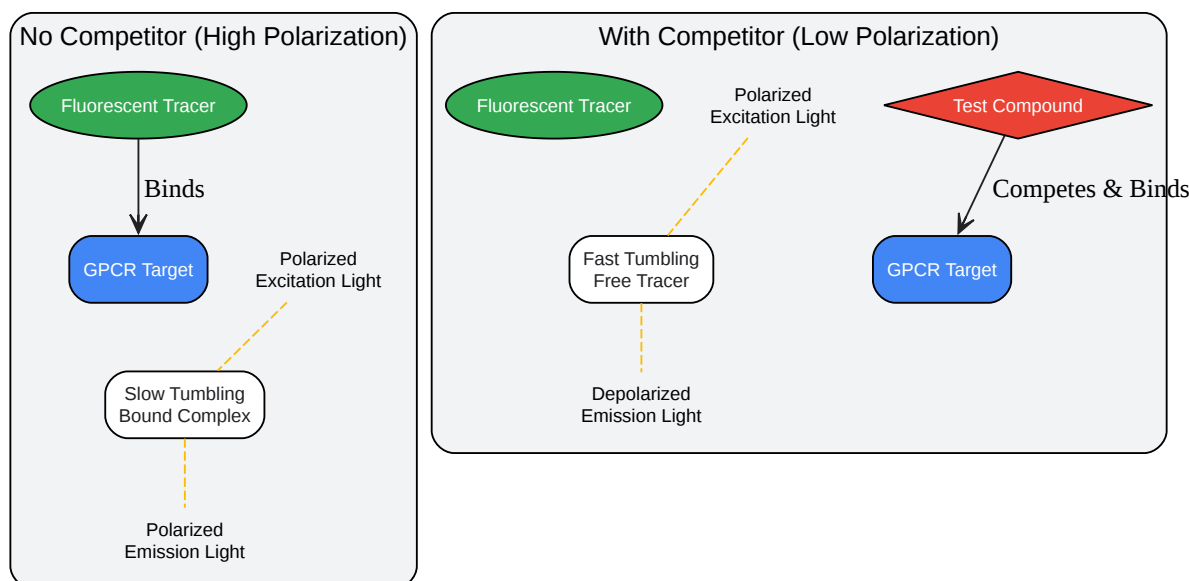 No Competitor (High Polarization)
Fluorescent Tracer
Binds
GPCR Target
Polarized
Excitation Light
Slow Tumbling
Bound Complex
Polarized
Emission Light
With Competitor (Low Polarization)
Fluorescent Tracer
Polarized
Excitation Light
Test Compound
Competes & Binds
Fast Tumbling
Free Tracer
GPCR Target
Depolarized
Emission Light